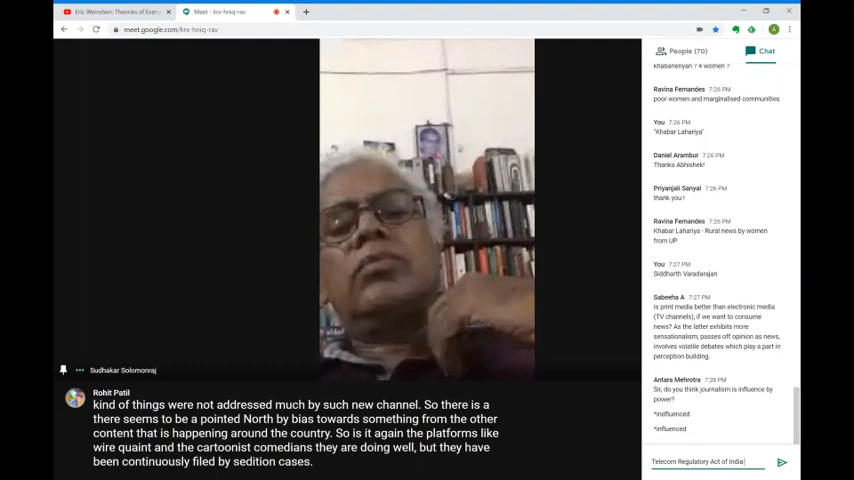 Eric Weinstein: Theories of Every
Meet - krx-hniq-rav
meet.google.com/krx-hniq-rav
A
People (70)
Chat
Ravina Fernandes 7:26 PM
poor women and marginalised communities
You 7:26 PM
"Khabar Lahariya"
Daniel Arambur 7:26 PM
Thanks Abhishek!
Priyanjali Sanyal 7:26 PM
thank you !
Ravina Fernandes 7:26 PM
Khabar Lahariya - Rural news by women
from UP
You 7:27 PM
Siddharth Varadarajan
Sabeeha A 7:27 PM
Is print media better than electronic media
(TV channels), if we want to consume
news? As the latter exhibits more
sensationalism, passes off opinion as news,
involves volatile debates which play a part in
perception building.
Antara Mehrotra 7:28 PM
Sir, do you think journalism is influence by
power?
*indfluenced
*influenced
Telecom Regulatory Act of India
Sudhakar Solomonraj
Rohit Patil
kind of things were not addressed much by such new channel. So there is a
there seems to be a pointed North by bias towards something from the other
content that is happening around the country. So is it again the platforms like
wire quaint and the cartoonist comedians they are doing well, but they have
been continuously filed by sedition cases.